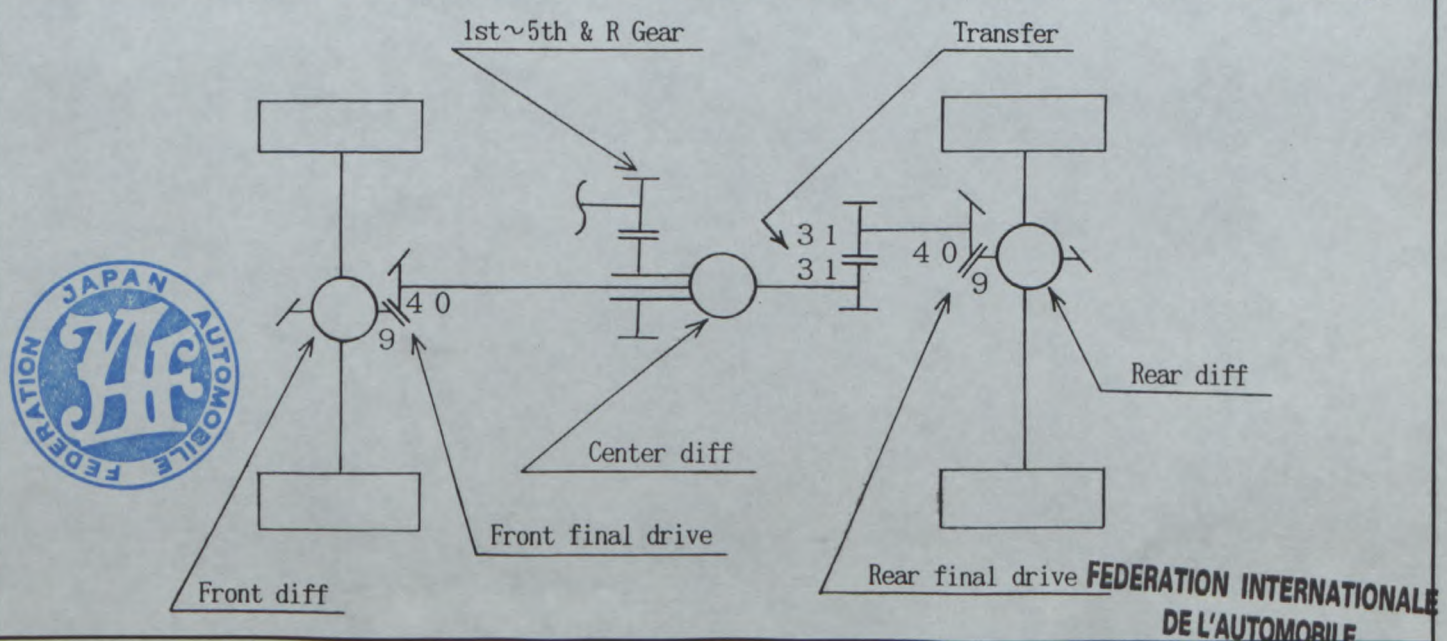 1st~5th & R Gear
Transfer
31
31
40
9
40
9
Rear diff
Center diff
Front final drive
Rear final drive
Front diff
JAPAN AUTOMOBILE FEDERATION
JAF
FEDERATION INTERNATIONALE
DE L'AUTOMOBILE